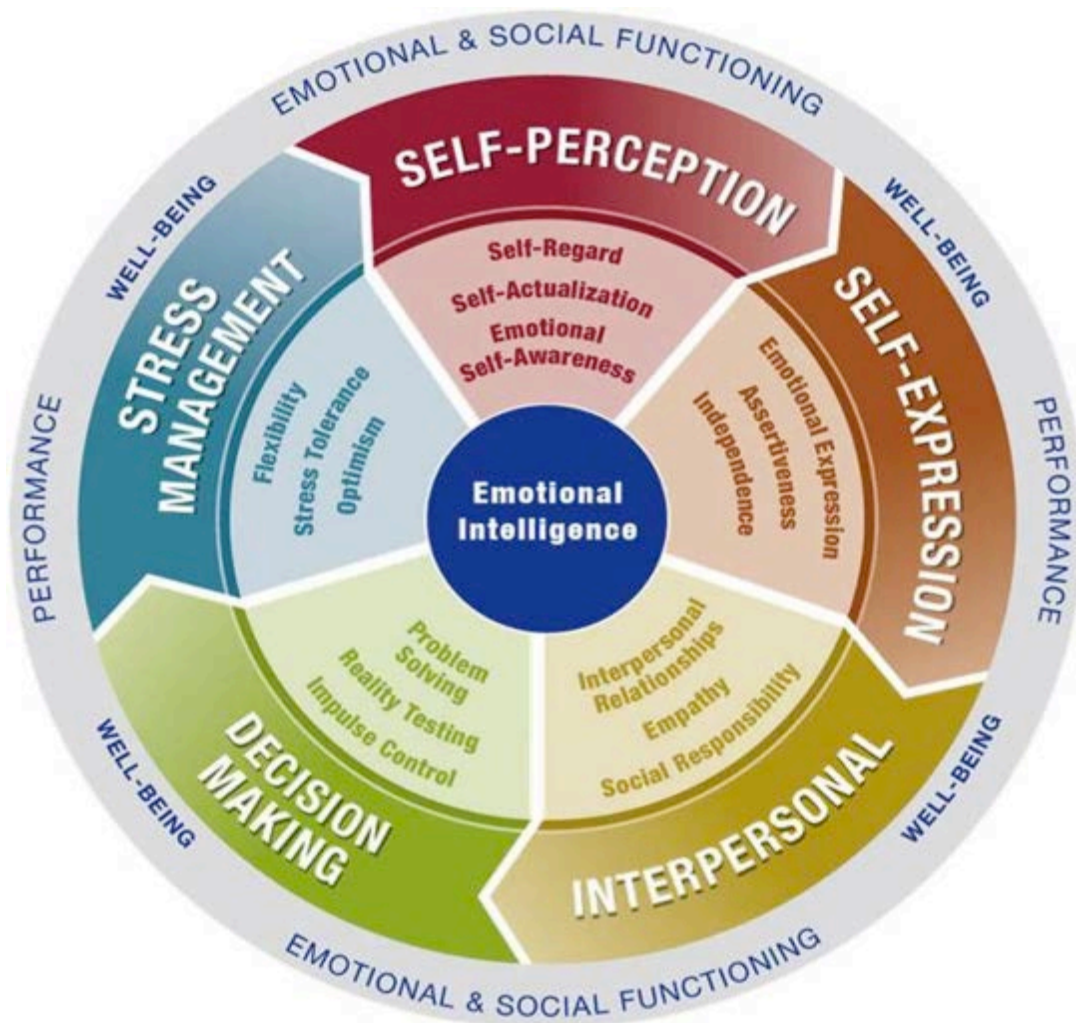 EMOTIONAL & SOCIAL FUNCTIONING
WELL-BEING
WELL-BEING
PERFORMANCE
PERFORMANCE
WELL-BEING
WELL-BEING
EMOTIONAL & SOCIAL FUNCTIONING
SELF-PERCEPTION
Self-Regard
Self-Actualization
Emotional
Self-Awareness
SELF-EXPRESSION
Emotional Expression
Assertiveness
Independence
INTERPERSONAL
Interpersonal
Relationships
Empathy
Social Responsibility
DECISION
MAKING
Problem
Solving
Reality Testing
Impulse Control
STRESS
MANAGEMENT
Flexibility
Stress Tolerance
Optimism
Emotional
Intelligence